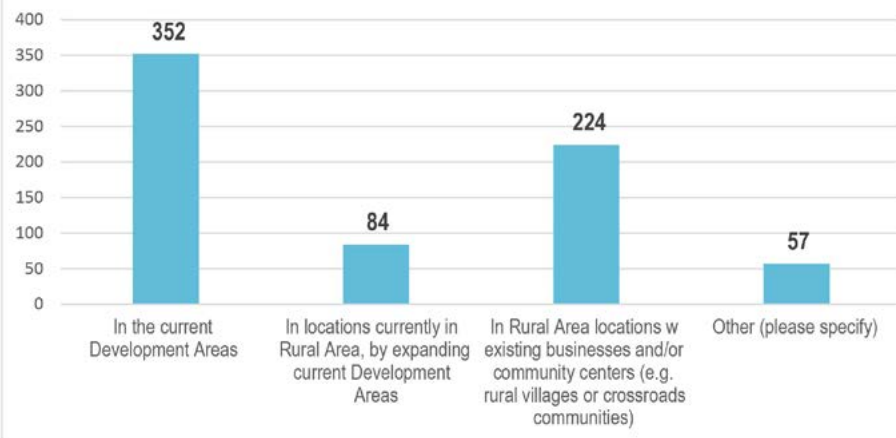 400
350
300
250
200
150
100
50
0
352
84
224
57
In the current
Development Areas
In locations currently in
Rural Area, by expanding
current Development
Areas
In Rural Area locations w
existing businesses and/or
community centers (e.g.
rural villages or crossroads
communities)
Other (please specify)